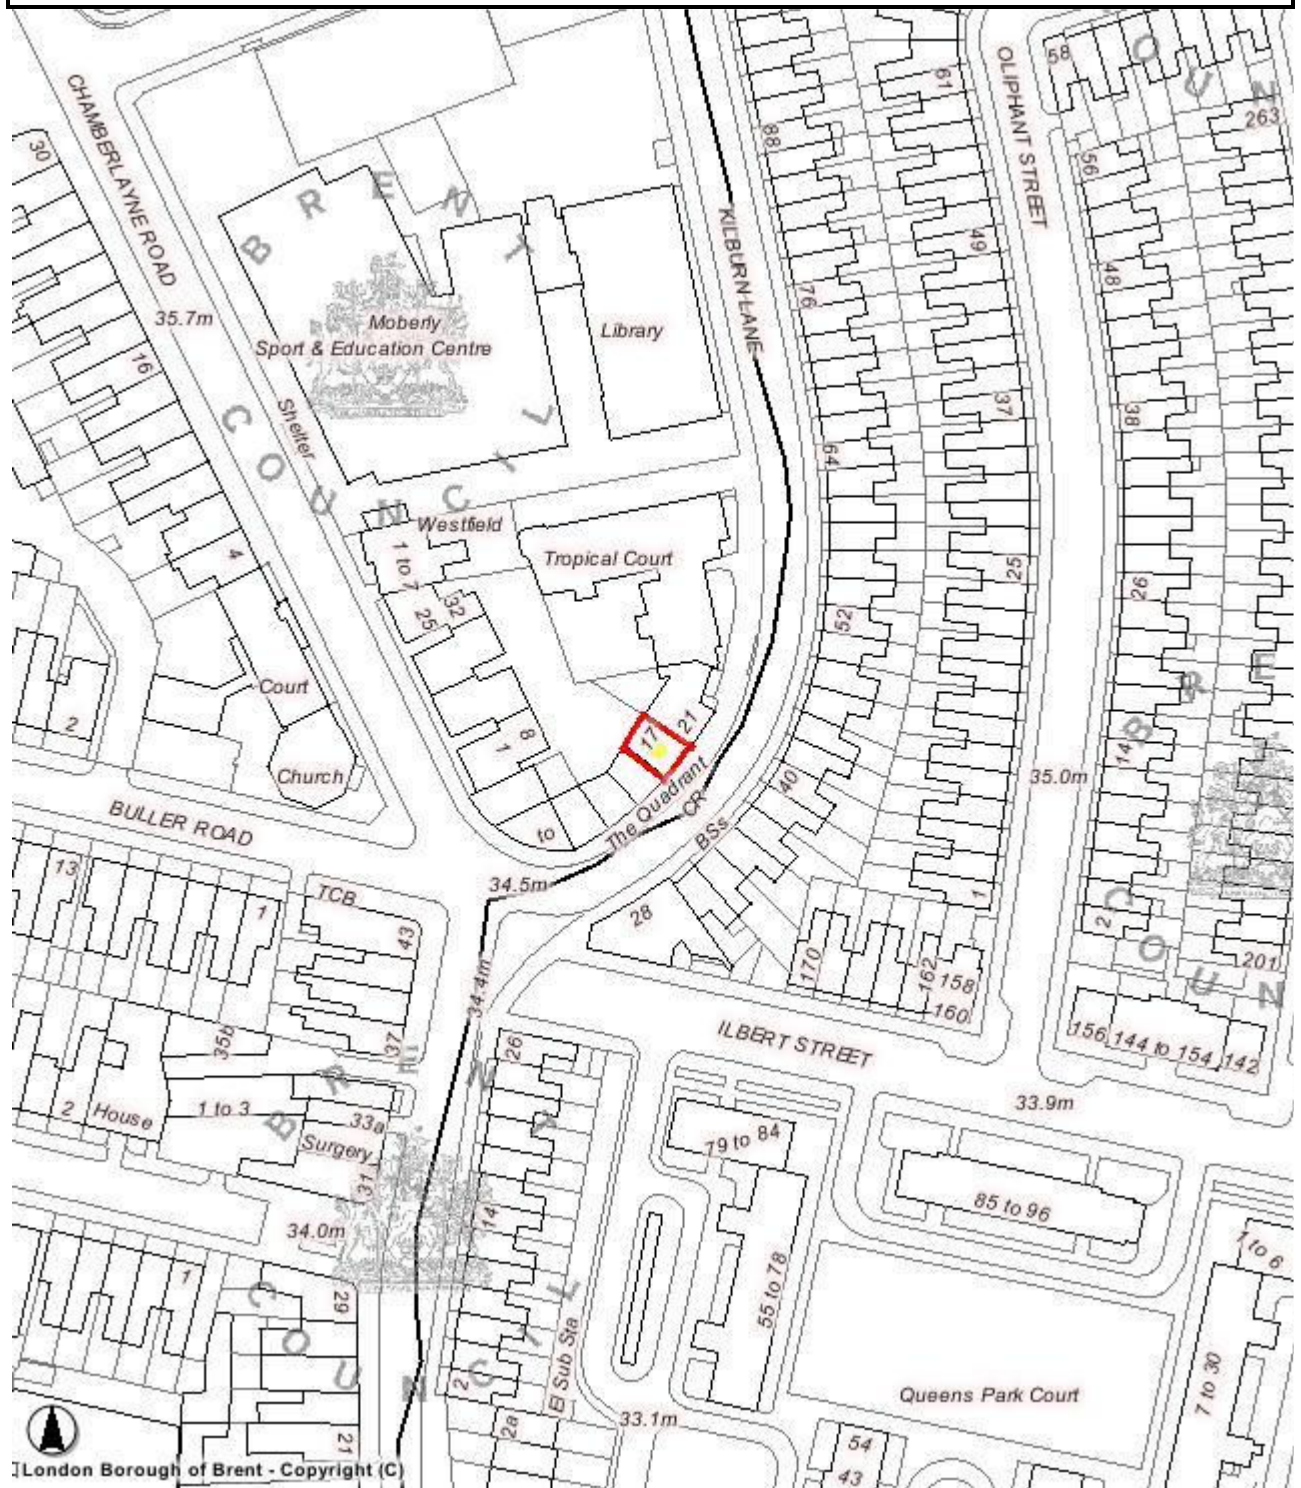 58
61
OLIPHANT STREET
263
CHAMBERLAYNE ROAD
30
88
56
BRENT COUNCIL
49
KILBURN LANE
48
76
35.7m
Moberly
Sport & Education Centre
Library
16
37
38
Shelter
64
Westfield
1 to 7
Tropical Court
4
25
26
25
32
52
Court
2
21
17
8
1
14
Church
40
35.0m
The Quadrant
CR
BSs
BULLER ROAD
to
13
34.5m
1
TCB
28
1
2
43
170
162
158
160
201
34.4m
35b
37
26
ILBERT STREET
156
144 to 154
142
2
House
1 to 3
33a
Surgery
31
33.9m
79 to 84
85 to 96
14
34.0m
1 to 6
1
29
55 to 78
El Sub Sta
2
Queens Park Court
7 to 30
2a
33.1m
21
54
43
BRENT COUNCIL
London Borough of Brent - Copyright (C)